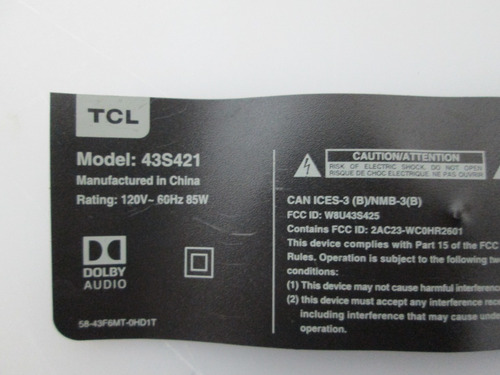 TCL
Model: 43S421
Manufactured in China
Rating: 120V~ 60Hz 85W
DOLBY
AUDIO
58-43F6MT-0HD1T
CAUTION/ATTENTION
RISK OF ELECTRIC SHOCK DO NOT OPEN
RISQUE DE CHOC ELECTRIQUE NE PAS OUVRIR
CAN ICES-3 (B)/NMB-3(B)
FCC ID: W8U43S425
Contains FCC ID: 2AC23-WC0HR2601
This device complies with Part 15 of the FCC
Rules. Operation is subject to the following two
conditions:
(1) This device may not cause harmful interferen
(2) this device must accept any interference rec
including interference that may cause unde
operation.